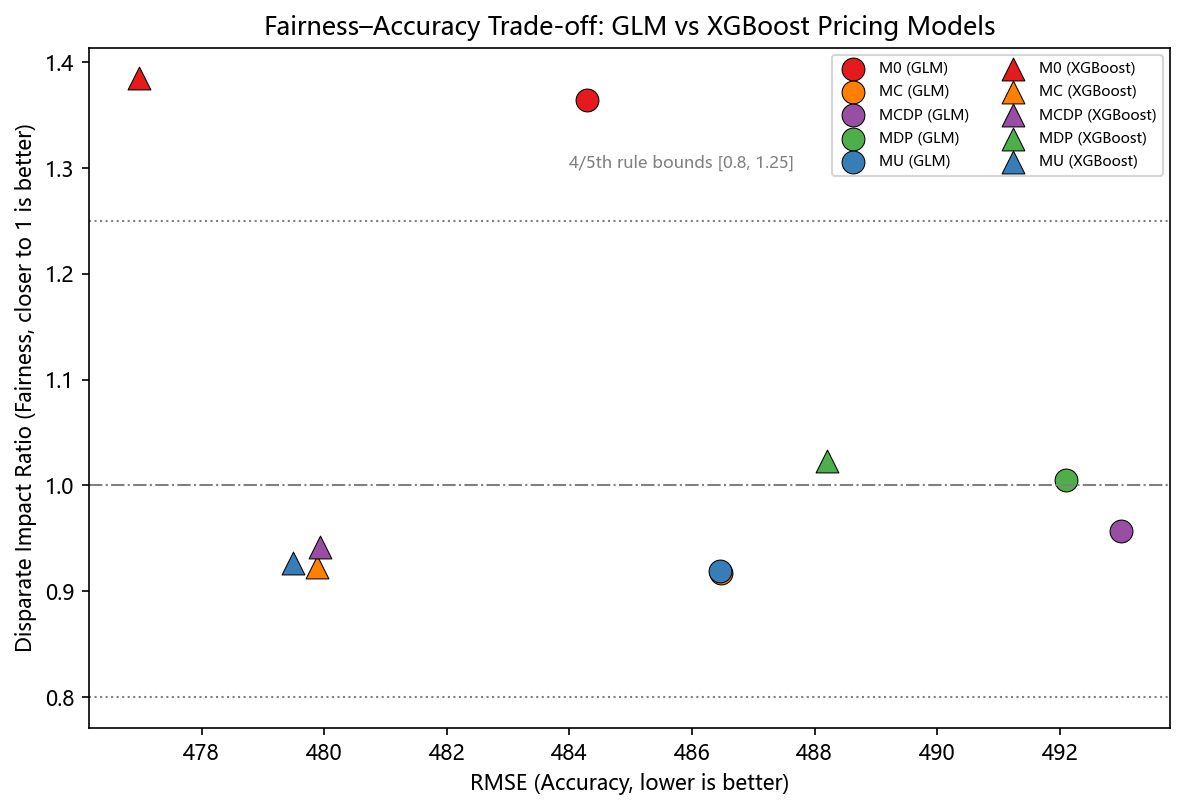 Fairness–Accuracy Trade-off: GLM vs XGBoost Pricing Models
Disparate Impact Ratio (Fairness, closer to 1 is better)
1.4
1.3
1.2
1.1
1.0
0.9
0.8
M0 (GLM)
MC (GLM)
MCDP (GLM)
MDP (GLM)
MU (GLM)
M0 (XGBoost)
MC (XGBoost)
MCDP (XGBoost)
MDP (XGBoost)
MU (XGBoost)
4/5th rule bounds [0.8, 1.25]
478 480 482 484 486 488 490 492
RMSE (Accuracy, lower is better)